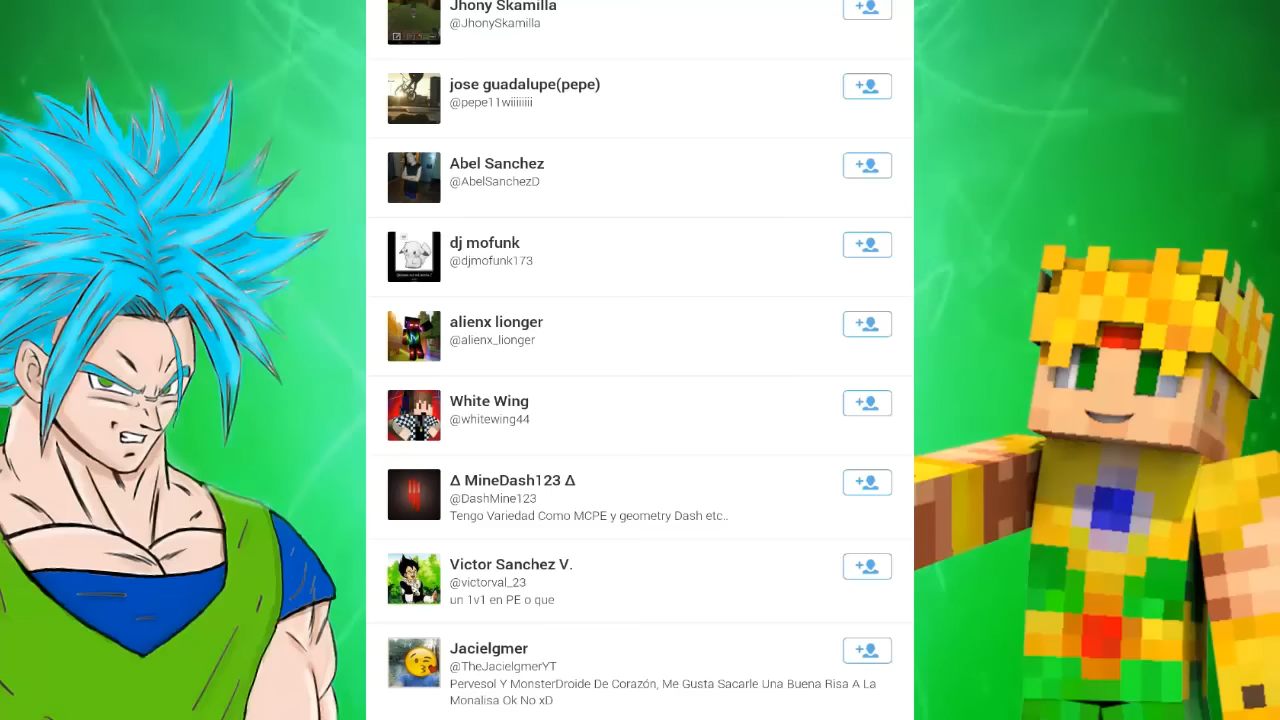 Jhony Skamilla
@JhonySkamilla
jose guadalupe(pepe)
@pepe11wiiiiiii
Abel Sanchez
@AbelSanchezD
dj mofunk
@djmofunk173
alienx lionger
@alienx_lionger
White Wing
@whitewing44
Δ MineDash123 Δ
@DashMine123
Tengo Variedad Como MCPE y geometry Dash etc..
Victor Sanchez V.
@victorval_23
un 1v1 en PE o que
Jacielgmer
@TheJacielgmerYT
Pervesol Y MonsterDroide De Corazón, Me Gusta Sacarle Una Buena Risa A La
Monalisa Ok No xD